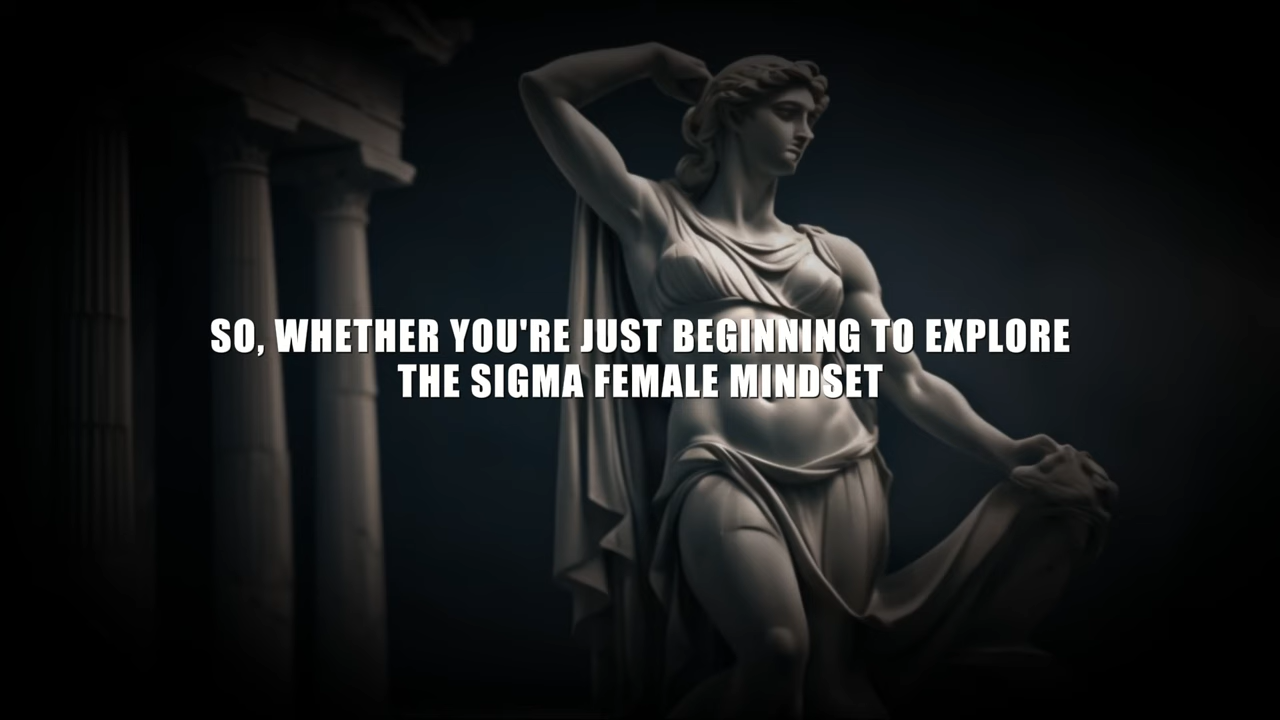 SO, WHETHER YOU'RE JUST BEGINNING TO EXPLORE
THE SIGMA FEMALE MINDSET